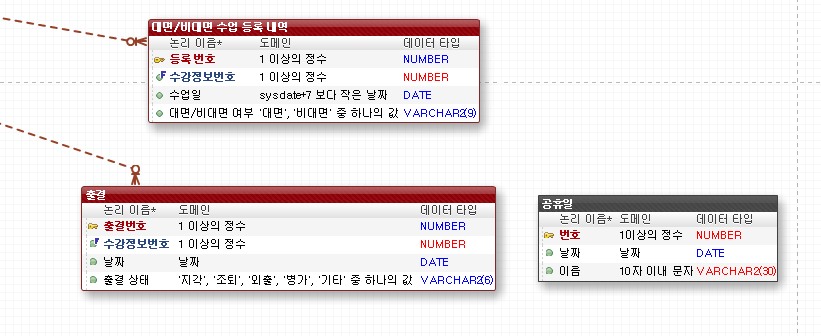 대면/비대면 수업 등록 내역
논리 이름* 도메인 데이터 타입
등록 번호 1 이상의 정수 NUMBER
수강정보번호 1 이상의 정수 NUMBER
수업일 sysdate+7 보다 작은 날짜 DATE
대면/비대면 여부 '대면', '비대면' 중 하나의 값 VARCHAR2(9)
출결
논리 이름* 도메인 데이터 타입
출결번호 1 이상의 정수 NUMBER
수강정보번호 1 이상의 정수 NUMBER
날짜 날짜 DATE
출결 상태 '지각', '조퇴', '외출', '병가', '기타' 중 하나의 값 VARCHAR2(6)
공휴일
논리 이름* 도메인 데이터 타입
번호 1이상의 정수 NUMBER
날짜 날짜 DATE
이음 10자 이내 문자 VARCHAR2(30)